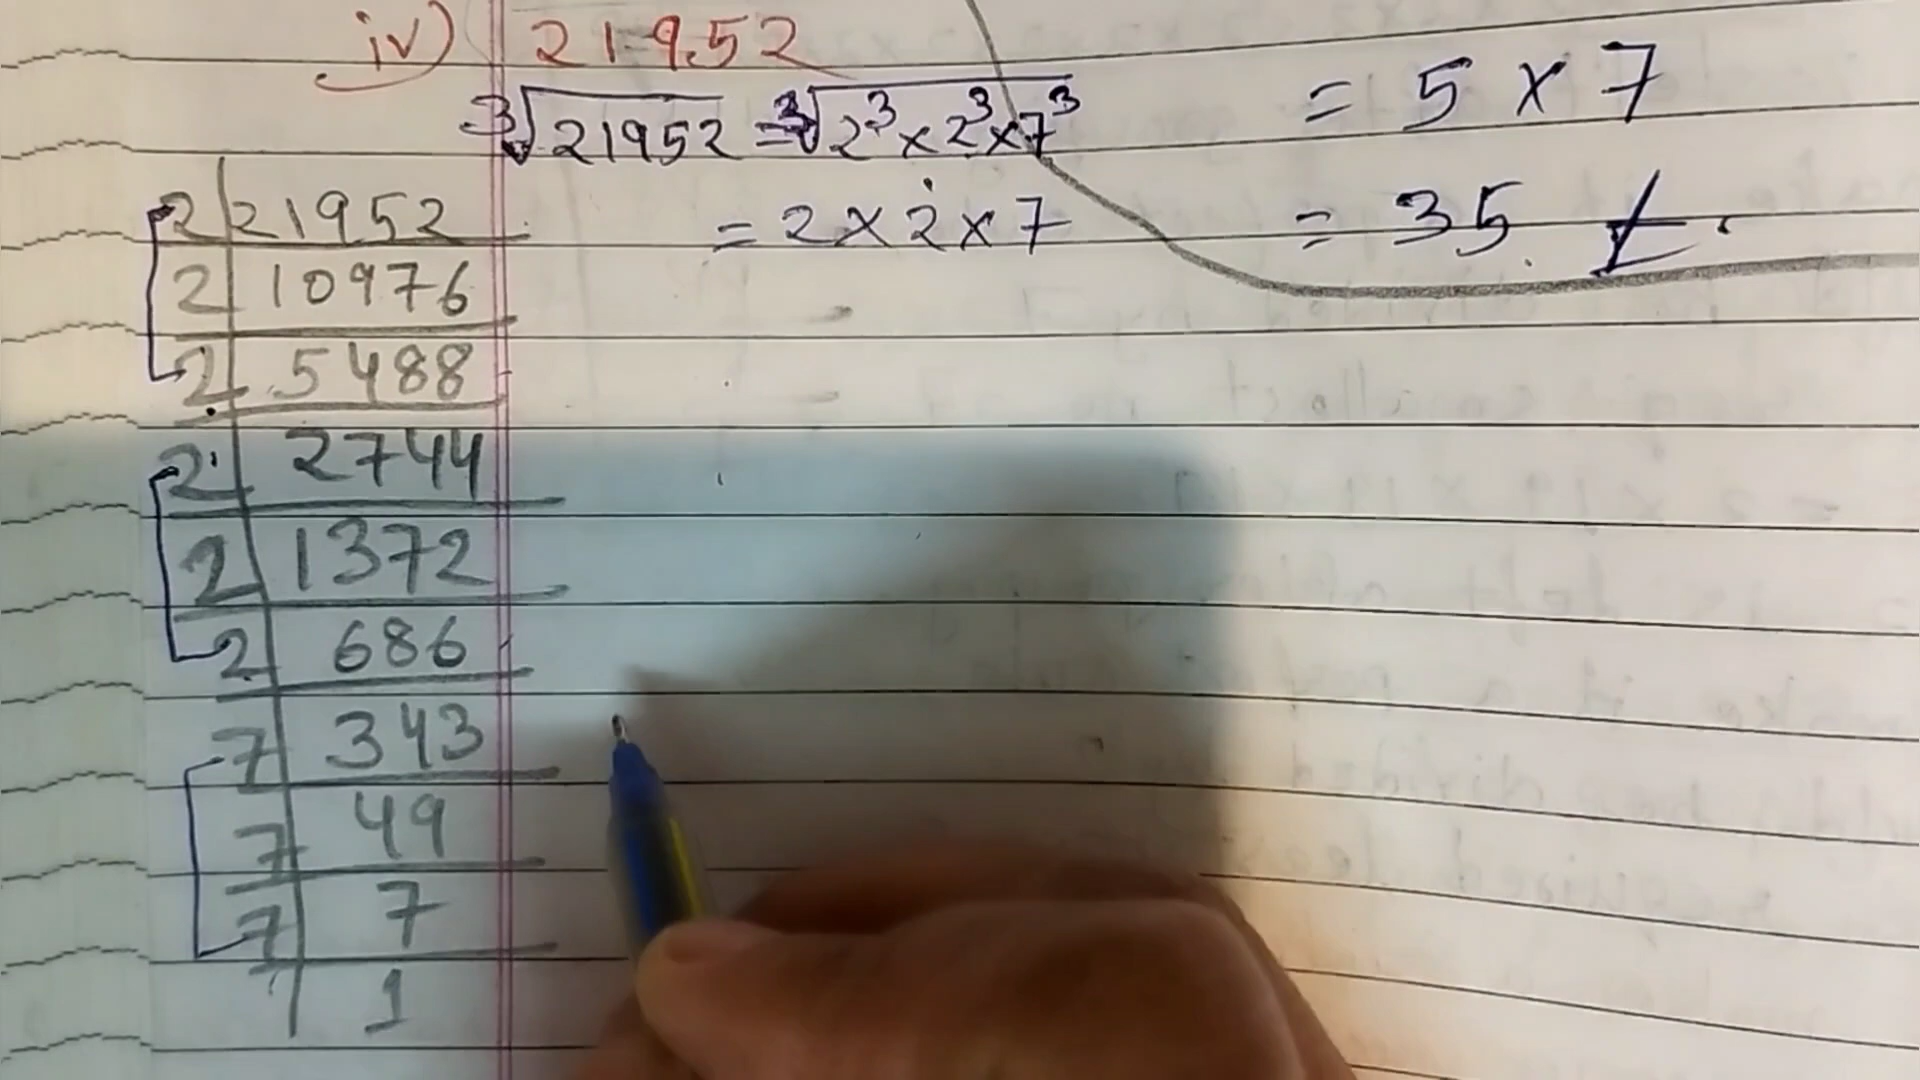 iv) 21952
∛21952 = ∛2³×2³×7³
= 2×2×7
2 | 21952
2 | 10976
2 | 5488
2 | 2744
2 | 1372
2 | 686
7 | 343
7 | 49
7 | 7
1
= 5 × 7
= 35